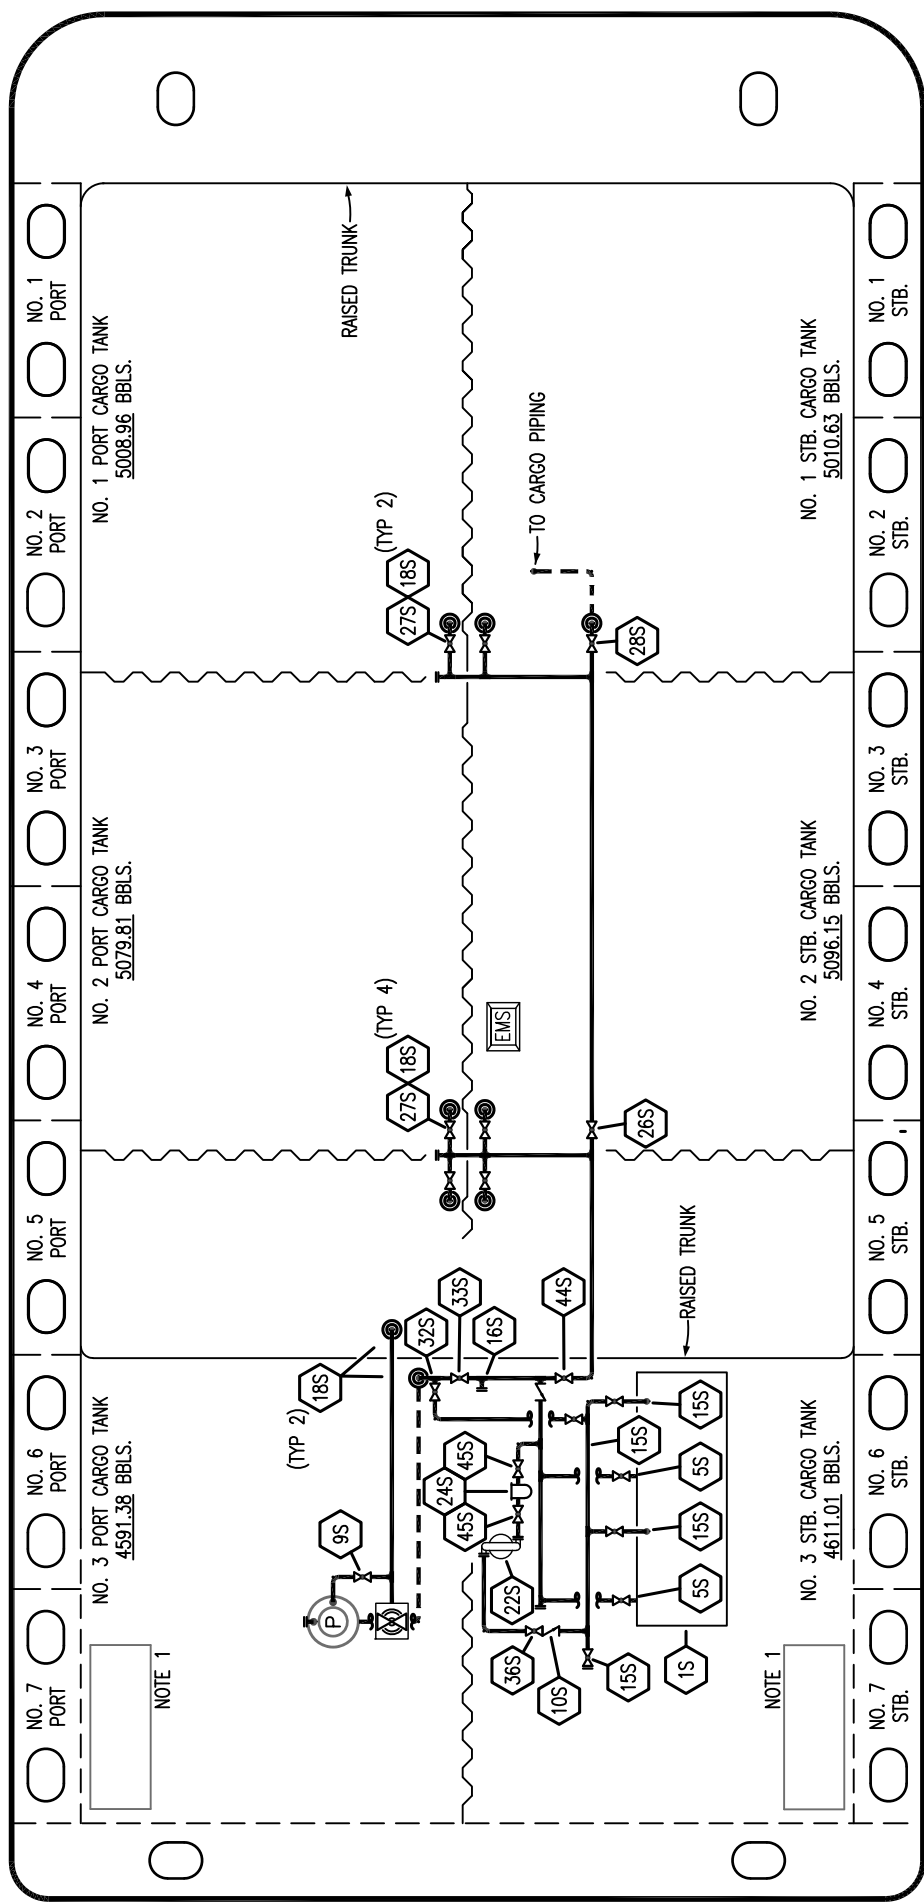 NO. 1
PORT
NO. 2
PORT
NO. 3
PORT
NO. 4
PORT
NO. 5
PORT
NO. 6
PORT
NO. 7
PORT
NO. 1 PORT CARGO TANK
5008.96 BBLS.
NO. 2 PORT CARGO TANK
5079.81 BBLS.
NO. 3 PORT CARGO TANK
4591.38 BBLS.
NOTE 1
RAISED TRUNK
(TYP 2)
27S
18S
(TYP 4)
27S
18S
EMS
TO CARGO PIPING
28S
26S
18S
(TYP 2)
9S
P
32S
33S
16S
44S
45S
24S
45S
22S
36S
10S
15S
15S
15S
5S
15S
5S
1S
RAISED TRUNK
NO. 1 STB. CARGO TANK
5010.63 BBLS.
NO. 2 STB. CARGO TANK
5096.15 BBLS.
NO. 3 STB. CARGO TANK
4611.01 BBLS.
NOTE 1
NO. 1
STB.
NO. 2
STB.
NO. 3
STB.
NO. 4
STB.
NO. 5
STB.
NO. 6
STB.
NO. 7
STB.